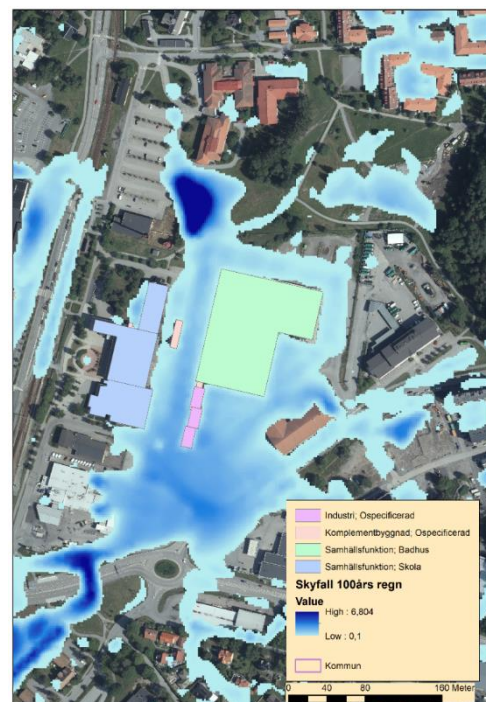 Industri; Ospecificerad
Komplementbyggnad; Ospecificerad
Samhällsfunktion; Badhus
Samhällsfunktion; Skola
Skyfall 100års regn
Value
High : 6,804
Low : 0,1
Kommun
0 40 80 160 Meter